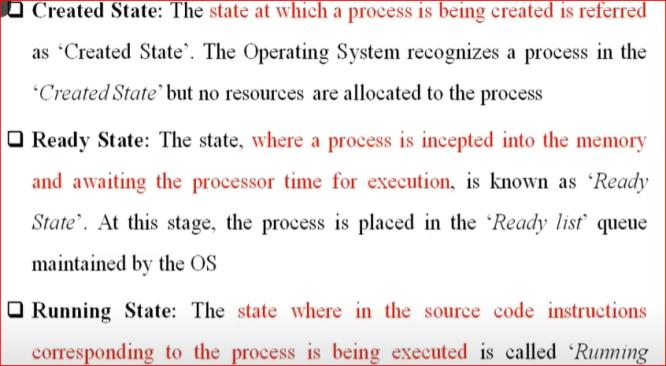 ❑ Created State: The state at which a process is being created is referred
as ‘Created State’. The Operating System recognizes a process in the
‘Created State’ but no resources are allocated to the process
❑ Ready State: The state, where a process is incepted into the memory
and awaiting the processor time for execution, is known as ‘Ready
State’. At this stage, the process is placed in the ‘Ready list’ queue
maintained by the OS
❑ Running State: The state where in the source code instructions
corresponding to the process is being executed is called ‘Running